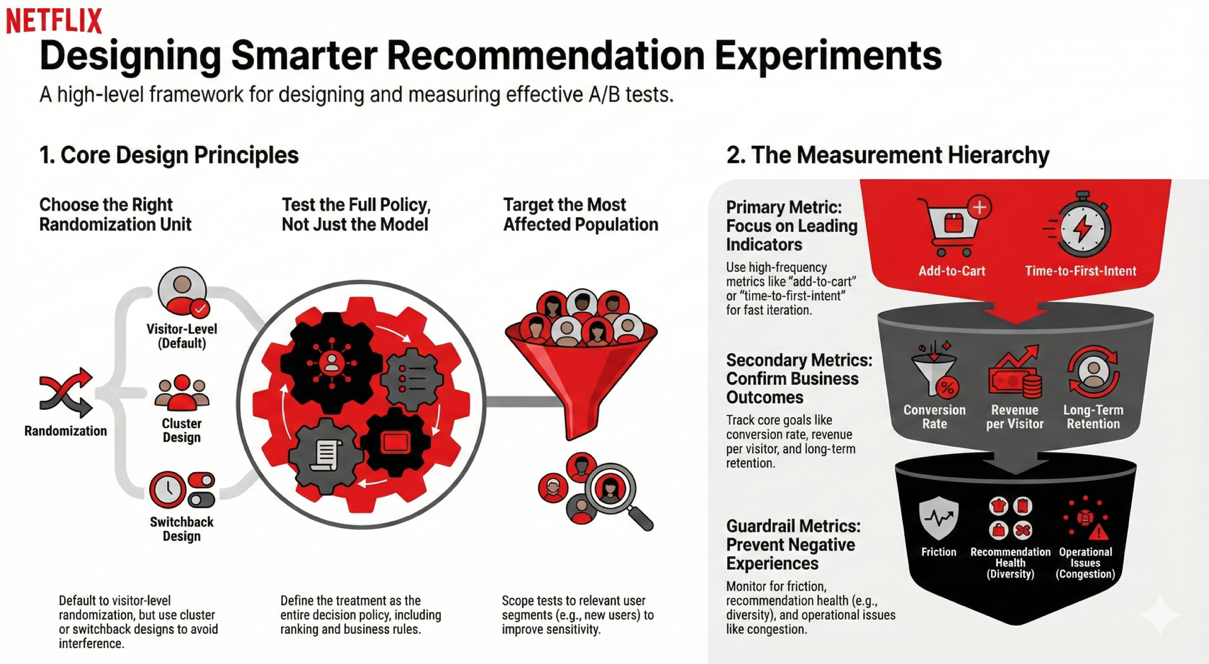 NETFLIX
Designing Smarter Recommendation Experiments
A high-level framework for designing and measuring effective A/B tests.
1. Core Design Principles
Choose the Right
Randomization Unit
Randomization
Visitor-Level
(Default)
Cluster
Design
Switchback
Design
Default to visitor-level
randomization, but use cluster
or switchback designs to avoid
interference.
Test the Full Policy,
Not Just the Model
Define the treatment as the
entire decision policy, including
ranking and business rules.
Target the Most
Affected Population
Scope tests to relevant user
segments (e.g., new users) to
improve sensitivity.
2. The Measurement Hierarchy
Primary Metric:
Focus on Leading
Indicators
Use high-frequency
metrics like "add-to-cart"
or "time-to-first-intent"
for fast iteration.
Add-to-Cart
Time-to-First-Intent
Secondary Metrics:
Confirm Business
Outcomes
Track core goals like
conversion rate, revenue
per visitor, and long-term
retention.
%
Conversion
Rate
Revenue
per Visitor
Long-Term
Retention
Guardrail Metrics:
Prevent Negative
Experiences
Monitor for friction,
recommendation health (e.g.,
diversity), and operational issues
like congestion.
Friction
Recommendation
Health
(Diversity)
Operational
Issues
(Congestion)